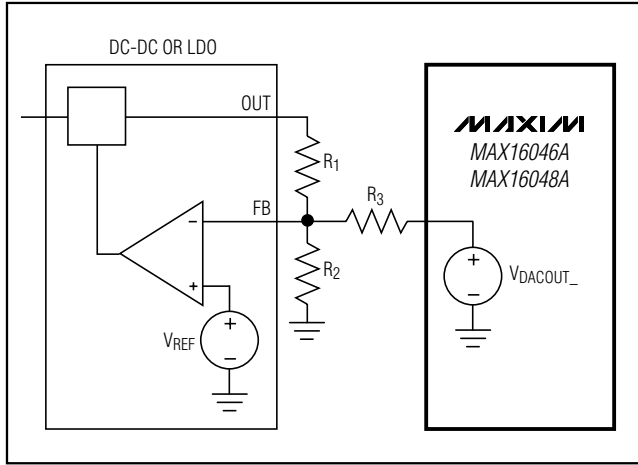 DC-DC OR LDO
OUT
R1
FB
R2
R3
−
+
VREF
+
−
MAXIM
MAX16046A
MAX16048A
+
−
VDACOUT_